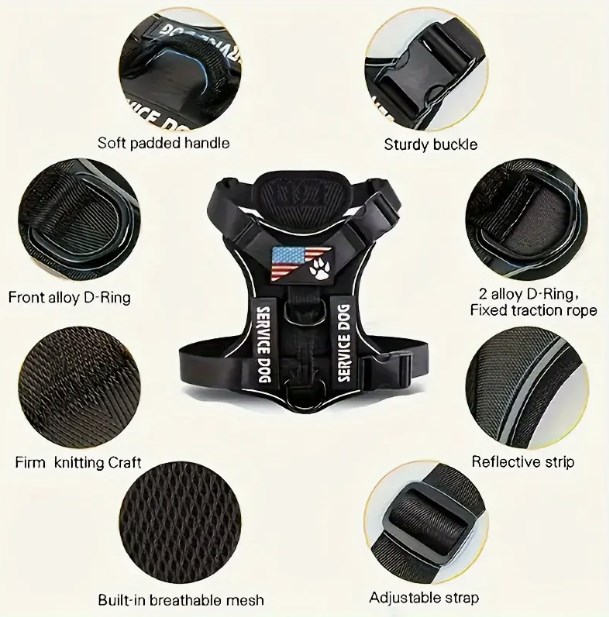 Soft padded handle
Sturdy buckle
Front alloy D-Ring
2 alloy D-Ring,
Fixed traction rope
SERVICE DOG
SERVICE DOG
Firm knitting Craft
Reflective strip
Built-in breathable mesh
Adjustable strap